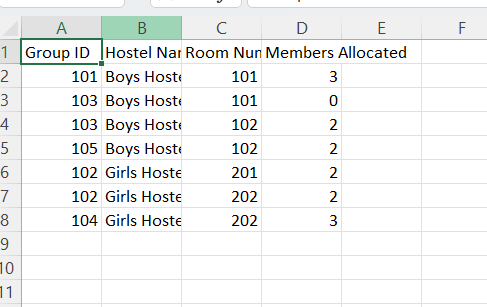 A B C D E F
1 Group ID Hostel Nar Room Num Members Allocated
2 101 Boys Hoste 101 3
3 103 Boys Hoste 101 0
4 103 Boys Hoste 102 2
5 105 Boys Hoste 102 2
6 102 Girls Hoste 201 2
7 102 Girls Hoste 202 2
8 104 Girls Hoste 202 3
9
10
11